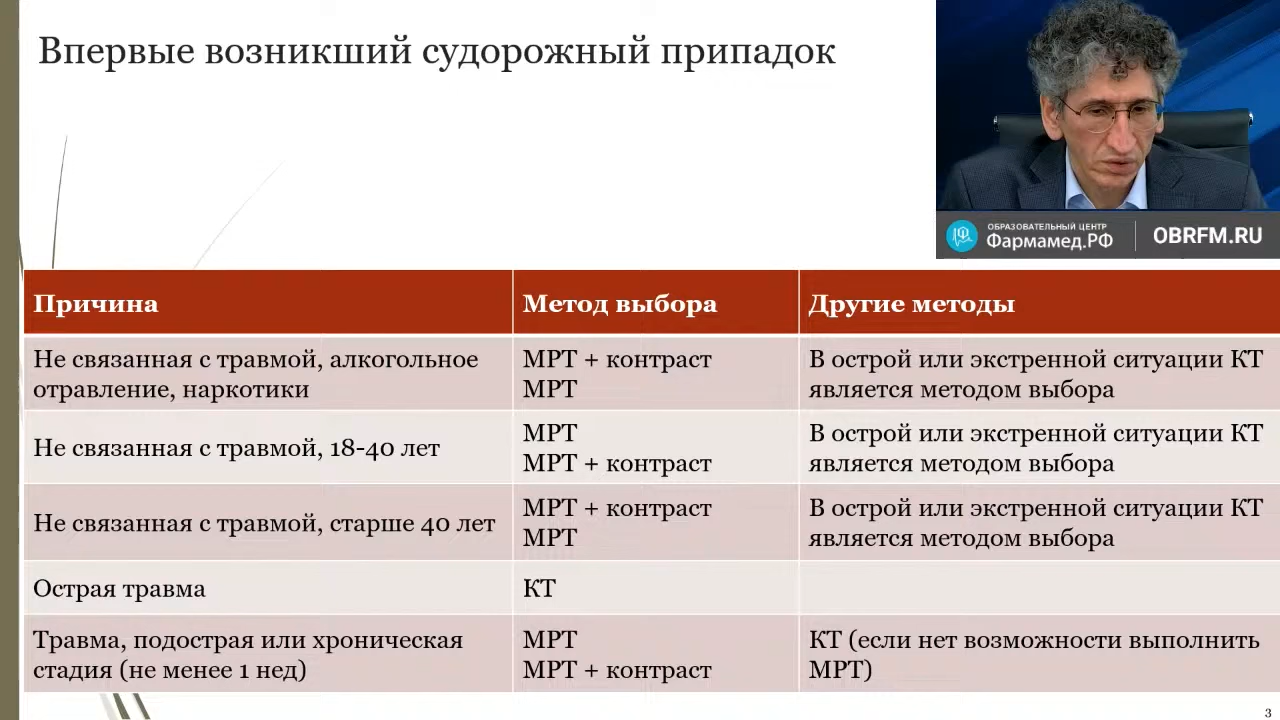 Впервые возникший судорожный припадок
ОБРАЗОВАТЕЛЬНЫЙ ЦЕНТР
Фармамед.РФ
OBRFM.RU
Причина
Метод выбора
Другие методы
Не связанная с травмой, алкогольное
отравление, наркотики
МРТ + контраст
МРТ
В острой или экстренной ситуации КТ
является методом выбора
Не связанная с травмой, 18-40 лет
МРТ
МРТ + контраст
В острой или экстренной ситуации КТ
является методом выбора
Не связанная с травмой, старше 40 лет
МРТ + контраст
МРТ
В острой или экстренной ситуации КТ
является методом выбора
Острая травма
КТ
Травма, подострая или хроническая
стадия (не менее 1 нед)
МРТ
МРТ + контраст
КТ (если нет возможности выполнить
МРТ)
3